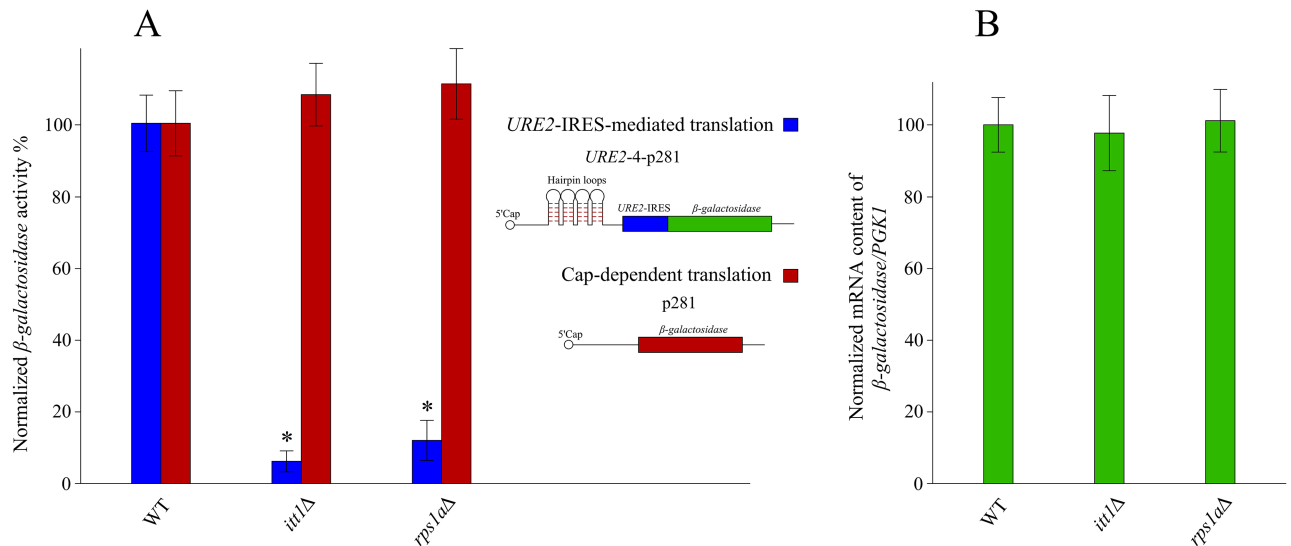 A
Normalized β-galactosidase activity %
100
80
60
40
20
0
*
*
WT
itt1Δ
rps1aΔ
URE2-IRES-mediated translation
URE2-4-p281
Hairpin loops
5'Cap
URE2-IRES
β-galactosidase
Cap-dependent translation
p281
5'Cap
β-galactosidase
B
Normalized mRNA content of
β-galactosidase/PGK1
100
80
60
40
20
0
WT
itt1Δ
rps1aΔ